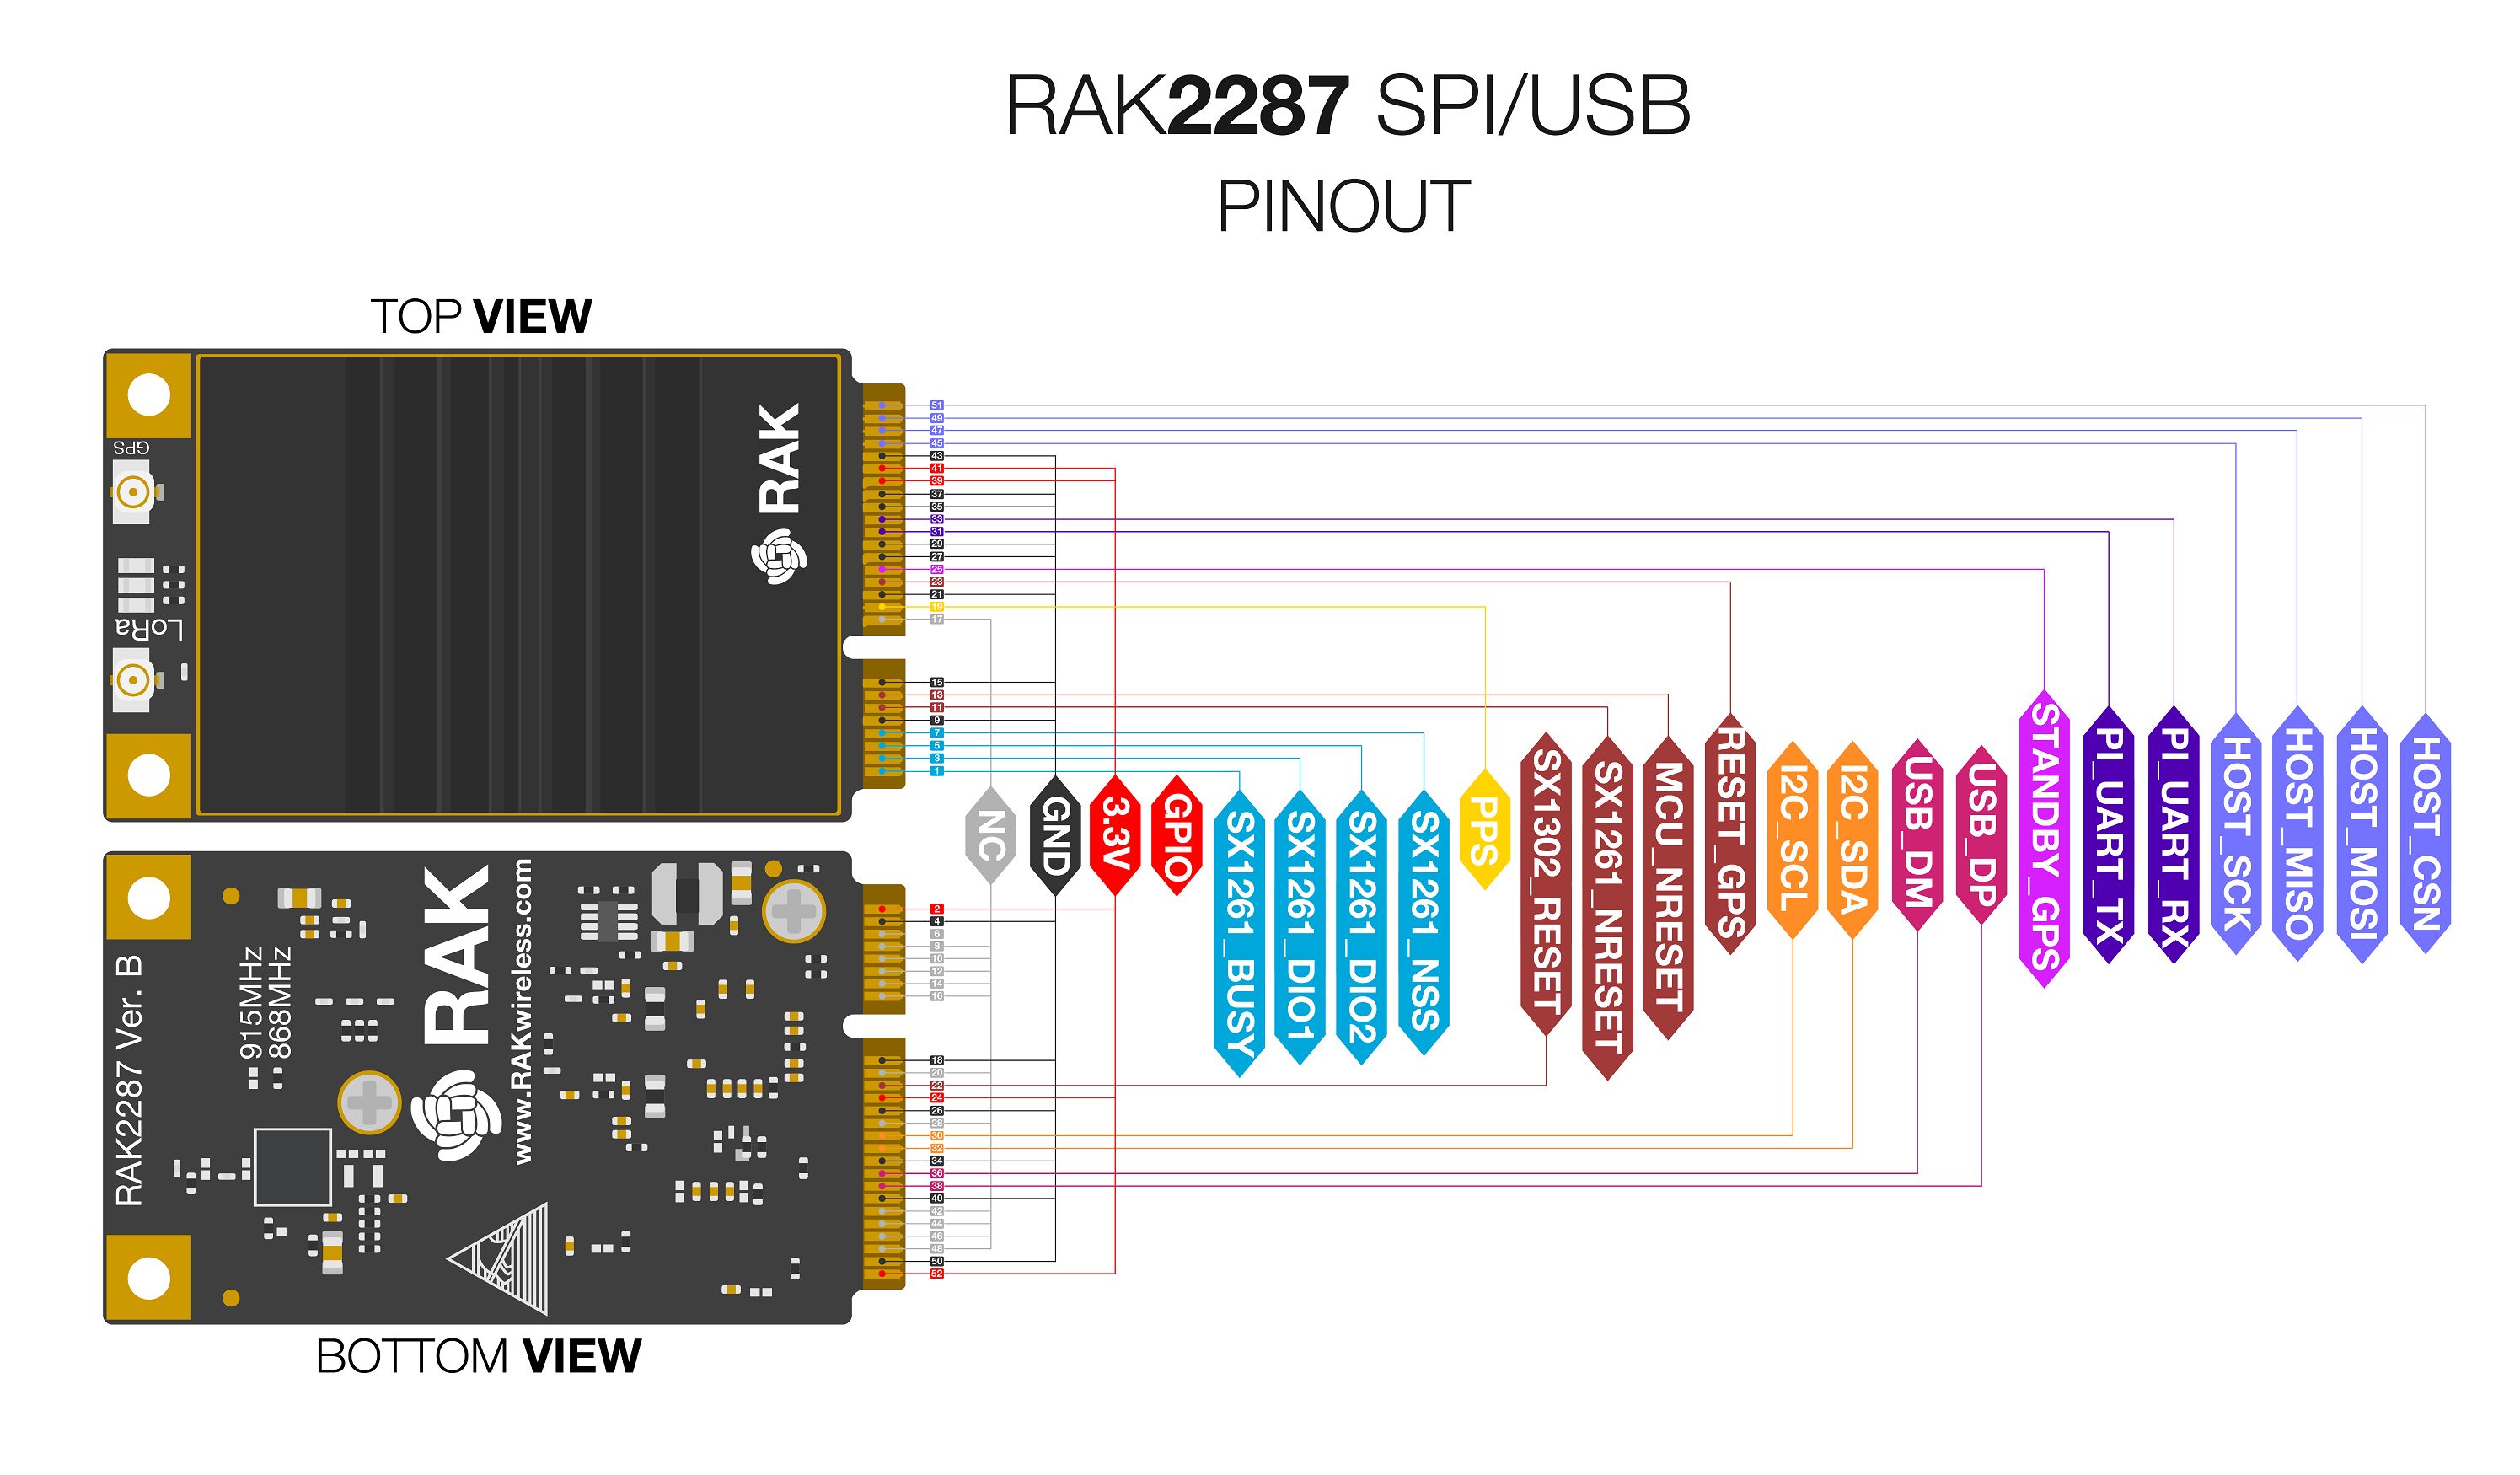 RAK2287 SPI/USB
PINOUT
TOP VIEW
GPS
LoRa
RAK
51
49
47
45
43
41
39
37
35
33
31
29
27
25
23
21
19
17
15
13
11
9
7
5
3
1
NC
GND
3.3V
GPIO
SX1261_BUSY
SX1261_DIO1
SX1261_DIO2
SX1261_NSS
PPS
SX1302_RESET
SX1261_NRESET
MCU_NRESET
RESET_GPS
I2C_SCL
I2C_SDA
USB_DM
USB_DP
STANDBY_GPS
PI_UART_TX
PI_UART_RX
HOST_SCK
HOST_MISO
HOST_MOSI
HOST_CSN
RAK2287 Ver. B
915MHz
868MHz
RAK
www.RAKwireless.com
2
4
6
8
10
12
14
16
18
20
22
24
26
28
30
32
34
36
38
40
42
44
46
48
50
52
BOTTOM VIEW